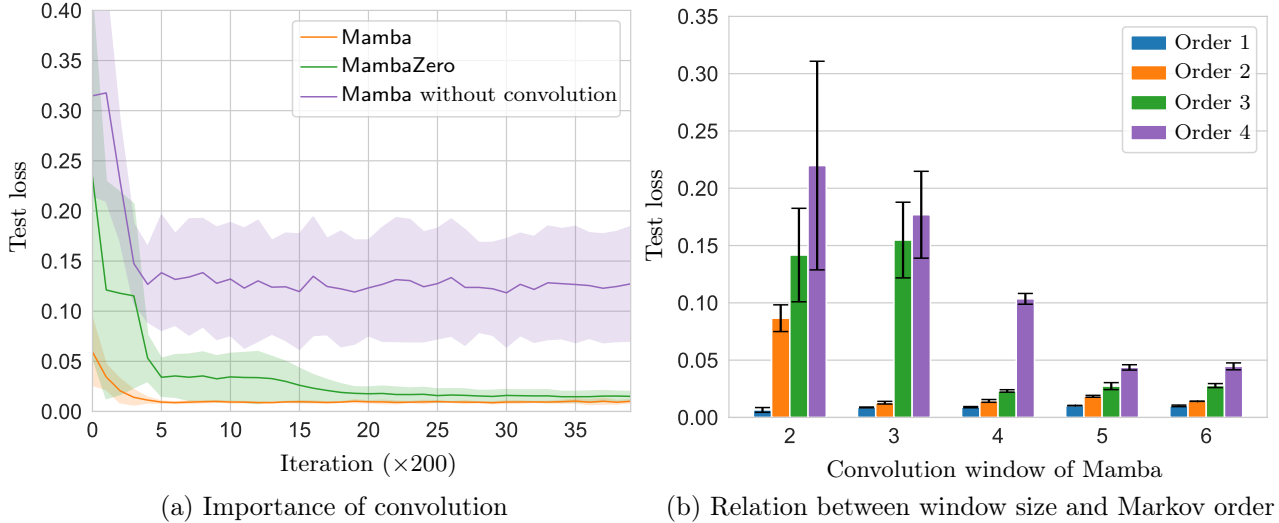 0.40
0.35
0.30
0.25
0.20
0.15
0.10
0.05
0.00
Test loss
Mamba
MambaZero
Mamba without convolution
0 5 10 15 20 25 30 35
Iteration (×200)
(a) Importance of convolution
0.35
0.30
0.25
0.20
0.15
0.10
0.05
0.00
Test loss
Order 1
Order 2
Order 3
Order 4
2 3 4 5 6
Convolution window of Mamba
(b) Relation between window size and Markov order